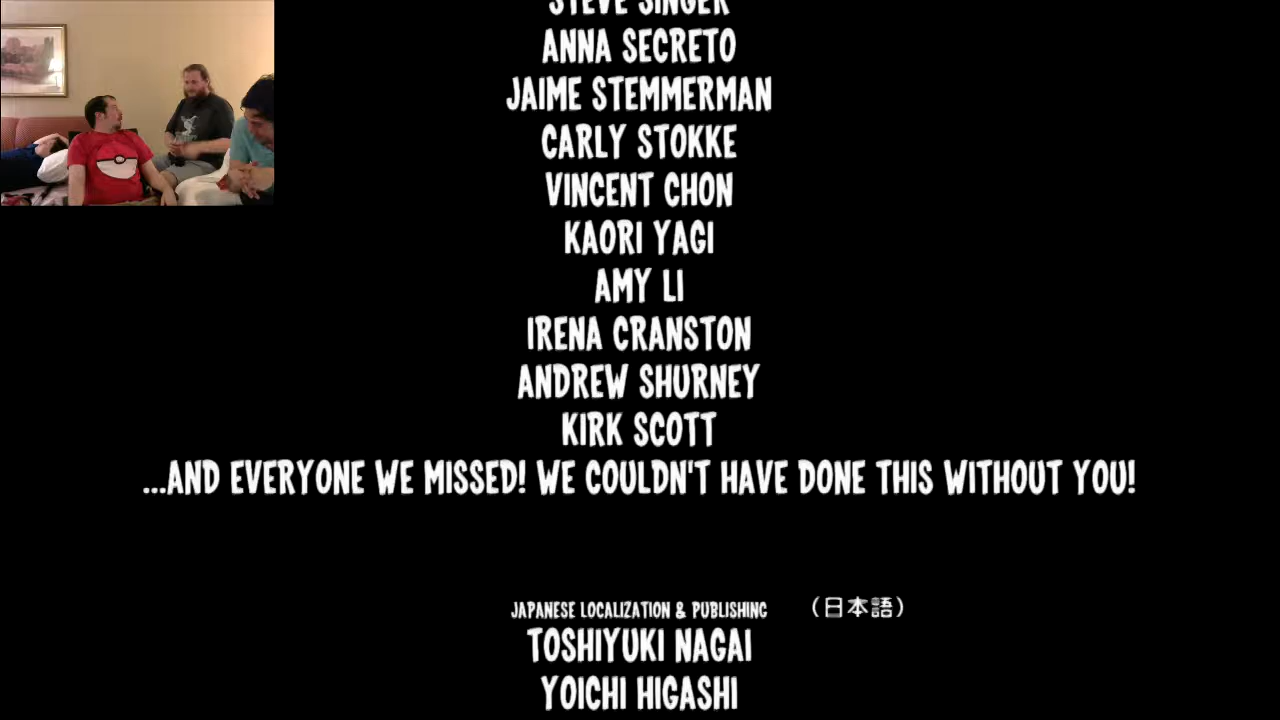 STEVE SINGER
ANNA SECRETO
JAIME STEMMERMAN
CARLY STOKKE
VINCENT CHON
KAORI YAGI
AMY LI
IRENA CRANSTON
ANDREW SHURNEY
KIRK SCOTT
...AND EVERYONE WE MISSED! WE COULDN'T HAVE DONE THIS WITHOUT YOU!
JAPANESE LOCALIZATION & PUBLISHING (日本語)
TOSHIYUKI NAGAI
YOICHI HIGASHI